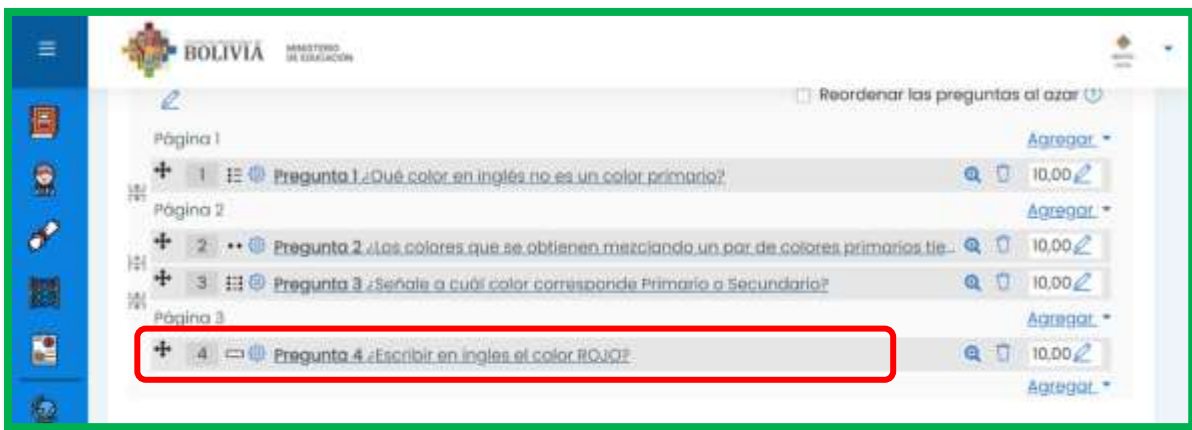 BOLIVIA MINISTERIO DE EDUCACIÓN
Reordenar las preguntas al azar
Página 1 Agregar
1 Pregunta 1 ¿Qué color en inglés no es un color primario? 10,00
Página 2 Agregar
2 Pregunta 2 ¿Los colores que se obtienen mezclando un par de colores primarios tie... 10,00
3 Pregunta 3 ¿Señale a cuál color corresponde Primario o Secundario? 10,00
Página 3 Agregar
4 Pregunta 4 ¿Escribir en ingles el color ROJO? 10,00
Agregar